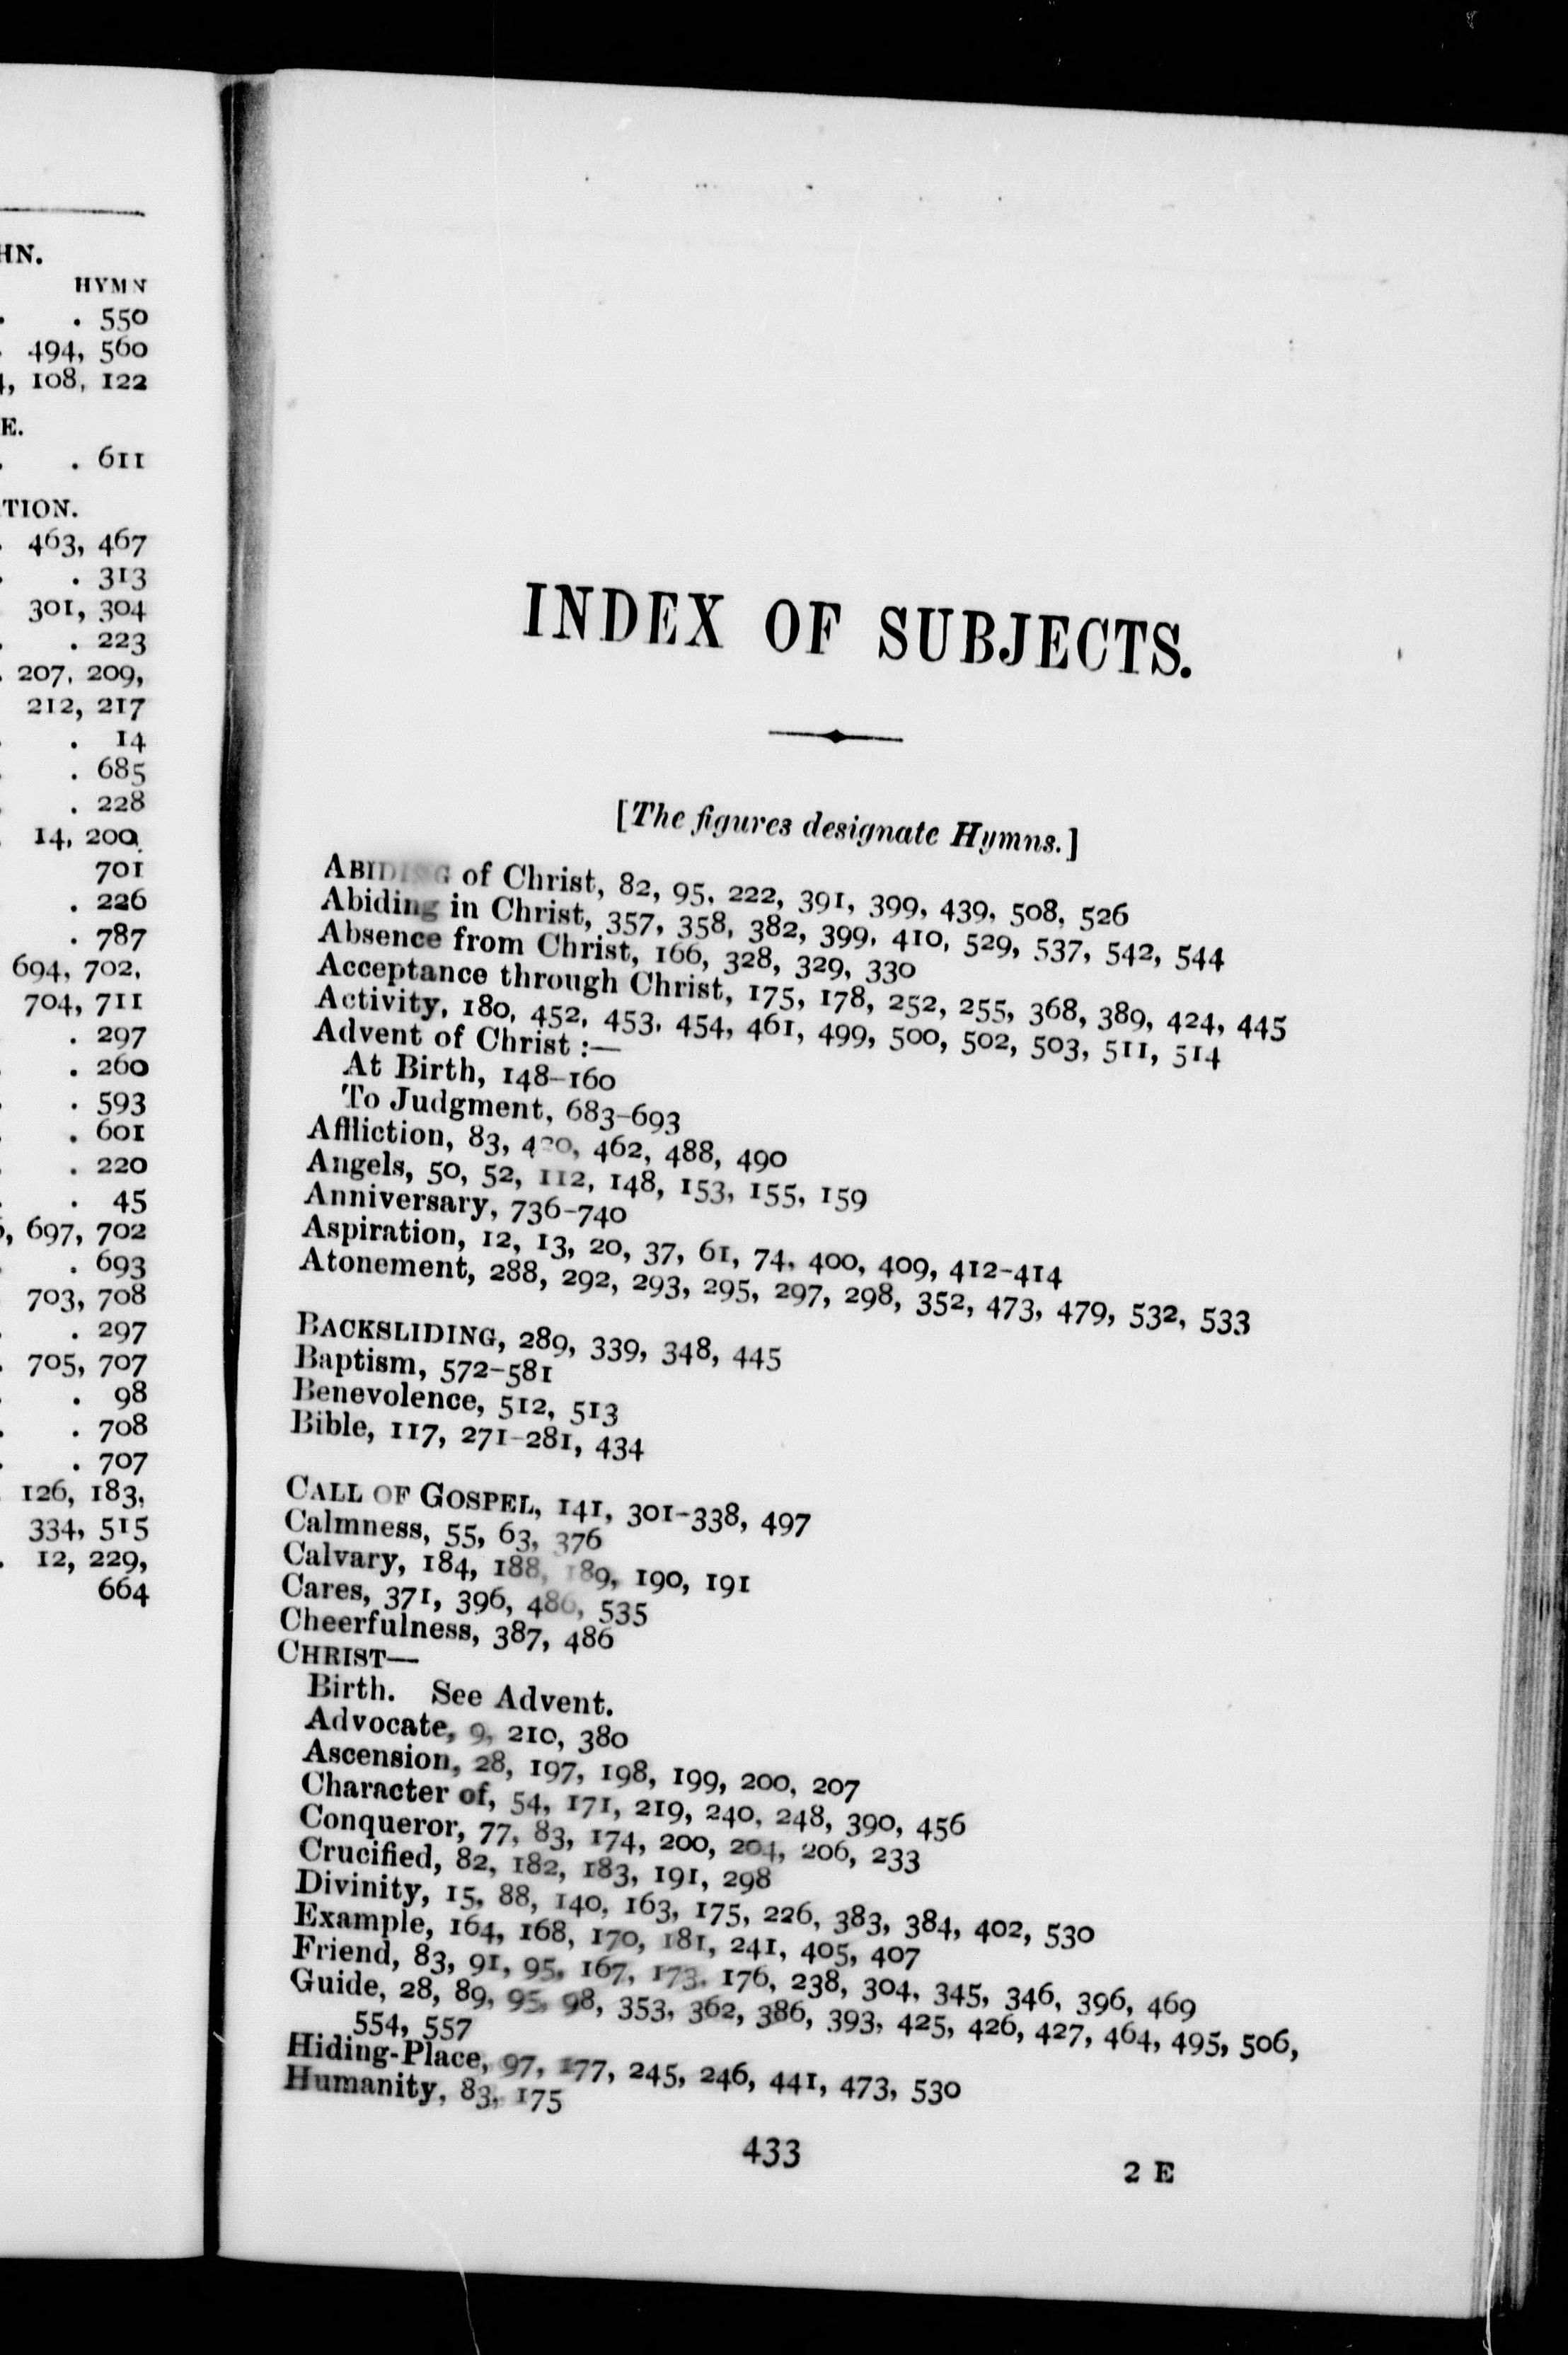 HN.
HYMN
. . 550
. 494, 560
4, 108, 122
E.
. . 611
TION.
. 463, 467
. . 313
301, 304
. . 223
. 207, 209,
212, 217
. . 14
. . 685
. . 228
14, 200,
701
. 226
. 787
694, 702,
704, 711
. 297
. 260
. . 593
. . 601
. . 220
. . 45
, 697, 702
. . 693
703, 708
. . 297
. 705, 707
. . 98
. . 708
. . 707
126, 183,
334, 515
. 12, 229,
664
INDEX OF SUBJECTS.
[The figures designate Hymns.]
ABIDING of Christ, 82, 95, 222, 391, 399, 439, 508, 526
Abiding in Christ, 357, 358, 382, 399, 410, 529, 537, 542, 544
Absence from Christ, 166, 328, 329, 330
Acceptance through Christ, 175, 178, 252, 255, 368, 389, 424, 445
Activity, 180, 452, 453, 454, 461, 499, 500, 502, 503, 511, 514
Advent of Christ :—
At Birth, 148-160
To Judgment, 683-693
Affliction, 83, 462, 488, 490
Angels, 50, 52, 112, 148, 153, 155, 159
Anniversary, 736-740
Aspiration, 12, 13, 20, 37, 61, 74, 400, 409, 412-414
Atonement, 288, 292, 293, 295, 297, 298, 352, 473, 479, 532, 533
BACKSLIDING, 289, 339, 348, 445
Baptism, 572-581
Benevolence, 512, 513
Bible, 117, 271-281, 434
CALL OF GOSPEL, 141, 301-338, 497
Calmness, 55, 63, 376
Calvary, 184, 188, 189, 190, 191
Cares, 371, 396, 486, 535
Cheerfulness, 387, 486
CHRIST—
Birth. See Advent.
Advocate, 9, 210, 380
Ascension, 28, 197, 198, 199, 200, 207
Character of, 54, 171, 219, 240, 248, 390, 456
Conqueror, 77, 83, 174, 200, 204, 206, 233
Crucified, 82, 182, 183, 191, 298
Divinity, 15, 88, 140, 163, 175, 226, 383, 384, 402, 530
Example, 164, 168, 170, 181, 241, 405, 407
Friend, 83, 91, 95, 167, 173, 176, 238, 304, 345, 346, 396, 469
Guide, 28, 89, 95, 98, 353, 362, 386, 393, 425, 426, 427, 464, 495, 506,
554, 557
Hiding-Place, 97, 177, 245, 246, 441, 473, 530
Humanity, 83, 175
433
2 E